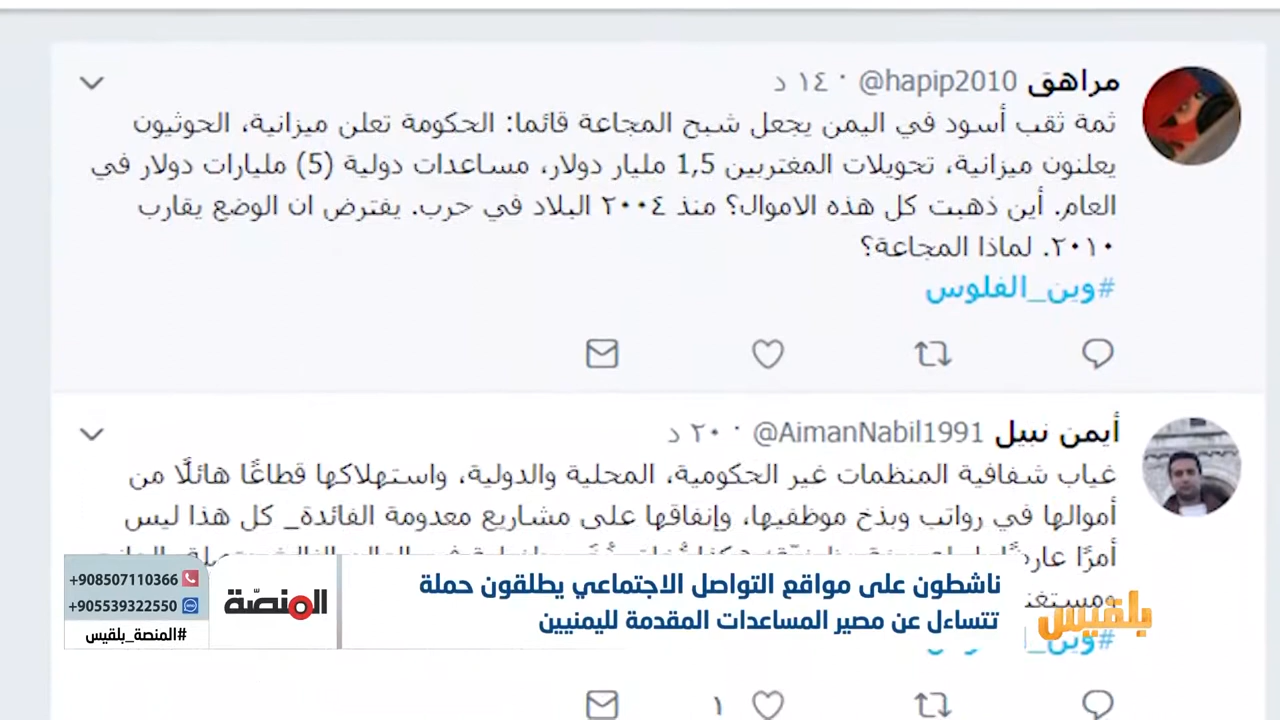 مراهق @hapip2010 · ١٤ د
ثمة ثقب أسود في اليمن يجعل شبح المجاعة قائما: الحكومة تعلن ميزانية، الحوثيون
يعلنون ميزانية، تحويلات المغتربين 1,5 مليار دولار، مساعدات دولية (5) مليارات دولار في
العام. أين ذهبت كل هذه الاموال؟ منذ ٢٠٠٤ البلاد في حرب. يفترض ان الوضع يقارب
٢٠١٠. لماذا المجاعة؟
#وين_الفلوس
أيمن نبيل @AimanNabil1991 · ٢٠ د
غياب شفافية المنظمات غير الحكومية، المحلية والدولية، واستهلاكها قطاعًا هائلًا من
أموالها في رواتب وبذخ موظفيها، وإنفاقها على مشاريع معدومة الفائدة_ كل هذا ليس
أمرًا
١
ناشطون على مواقع التواصل الاجتماعي يطلقون حملة
تتساءل عن مصير المساعدات المقدمة لليمنيين
بلقيس
المنصّة
+908507110366
+905539322550
#المنصة_بلقيس